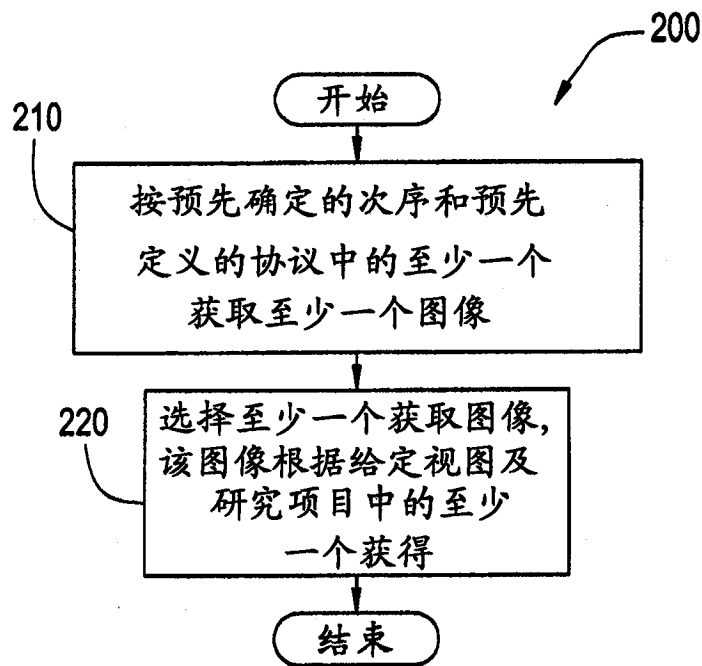 200
开始
210
按预先确定的次序和预先
定义的协议中的至少一个
获取至少一个图像
220
选择至少一个获取图像,
该图像根据给定视图及
研究项目中的至少
一个获得
结束